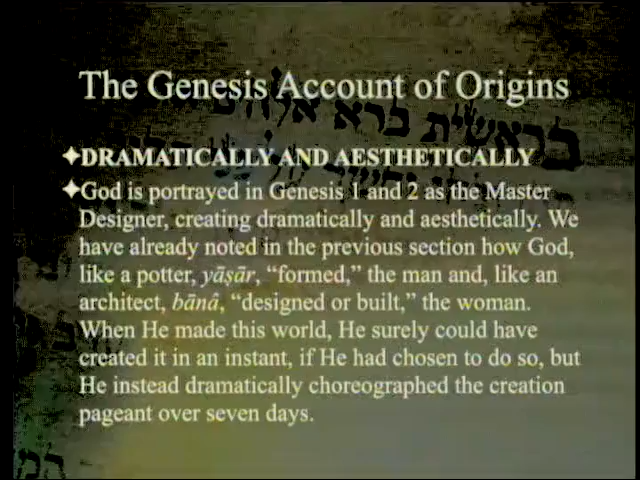 The Genesis Account of Origins
בראשית ברא אלהים
✦DRAMATICALLY AND AESTHETICALLY
✦God is portrayed in Genesis 1 and 2 as the Master
Designer, creating dramatically and aesthetically. We
have already noted in the previous section how God,
like a potter, yāṣār, “formed,” the man and, like an
architect, bānâ, “designed or built,” the woman.
When He made this world, He surely could have
created it in an instant, if He had chosen to do so, but
He instead dramatically choreographed the creation
pageant over seven days.